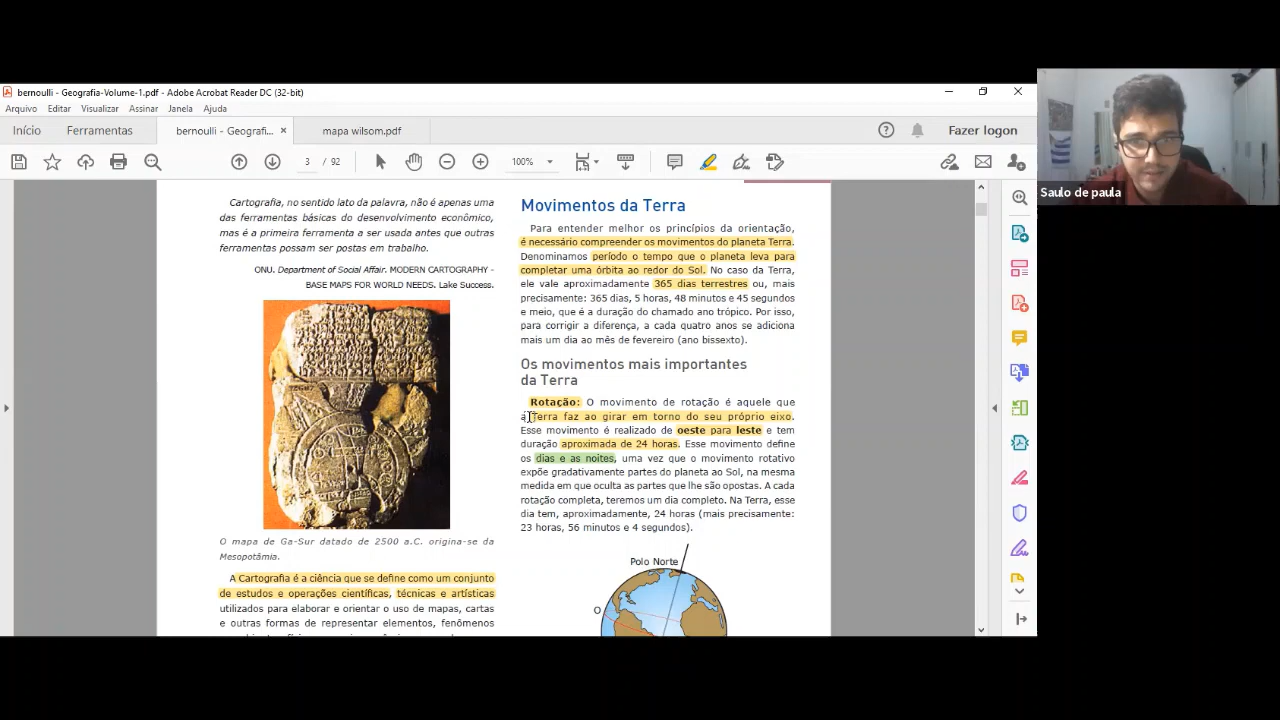 bernoulli - Geografia-Volume-1.pdf - Adobe Acrobat Reader DC (32-bit)
Arquivo Editar Visualizar Assinar Janela Ajuda
Início Ferramentas bernoulli - Geografi... mapa wilsom.pdf Fazer logon
3 / 92 100%
Saulo de paula
Cartografia, no sentido lato da palavra, não é apenas uma
das ferramentas básicas do desenvolvimento econômico,
mas é a primeira ferramenta a ser usada antes que outras
ferramentas possam ser postas em trabalho.
ONU. Department of Social Affair. MODERN CARTOGRAPHY -
BASE MAPS FOR WORLD NEEDS. Lake Success.
O mapa de Ga-Sur datado de 2500 a.C. origina-se da
Mesopotâmia.
A Cartografia é a ciência que se define como um conjunto
de estudos e operações científicas, técnicas e artísticas
utilizados para elaborar e orientar o uso de mapas, cartas
e outras formas de representar elementos, fenômenos
Movimentos da Terra
Para entender melhor os princípios da orientação,
é necessário compreender os movimentos do planeta Terra.
Denominamos período o tempo que o planeta leva para
completar uma órbita ao redor do Sol. No caso da Terra,
ele vale aproximadamente 365 dias terrestres ou, mais
precisamente: 365 dias, 5 horas, 48 minutos e 45 segundos
e meio, que é a duração do chamado ano trópico. Por isso,
para corrigir a diferença, a cada quatro anos se adiciona
mais um dia ao mês de fevereiro (ano bissexto).
Os movimentos mais importantes
da Terra
Rotação: O movimento de rotação é aquele que
a Terra faz ao girar em torno do seu próprio eixo.
Esse movimento é realizado de oeste para leste e tem
duração aproximada de 24 horas. Esse movimento define
os dias e as noites, uma vez que o movimento rotativo
expõe gradativamente partes do planeta ao Sol, na mesma
medida em que oculta as partes que lhe são opostas. A cada
rotação completa, teremos um dia completo. Na Terra, esse
dia tem, aproximadamente, 24 horas (mais precisamente:
23 horas, 56 minutos e 4 segundos).
Polo Norte
O